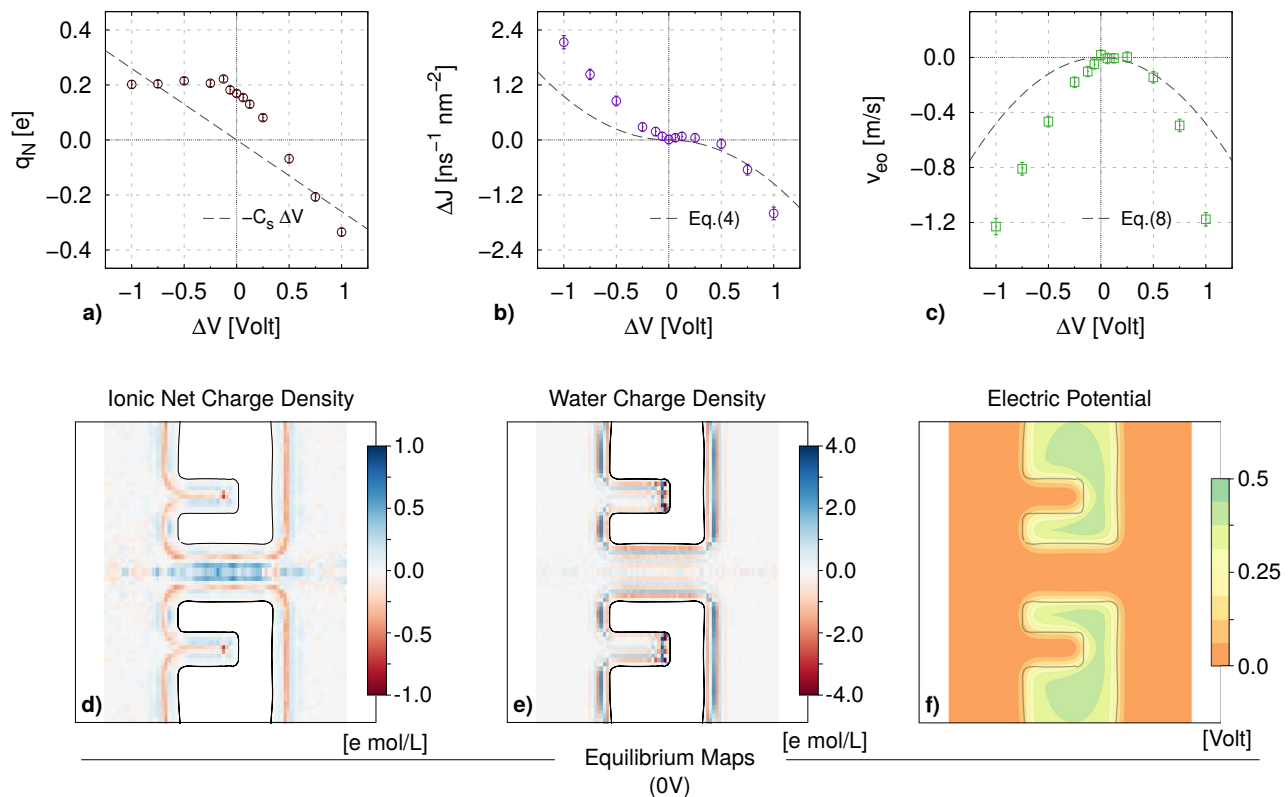 0.4
0.2
0.0
−0.2
−0.4
q_N [e]
−1 −0.5 0 0.5 1
ΔV [Volt]
−C_s ΔV
a)
2.4
1.2
0.0
−1.2
−2.4
ΔJ [ns⁻¹ nm⁻²]
−1 −0.5 0 0.5 1
ΔV [Volt]
Eq.(4)
b)
0.0
−0.4
−0.8
−1.2
v_eo [m/s]
−1 −0.5 0 0.5 1
ΔV [Volt]
Eq.(8)
c)
Ionic Net Charge Density
1.0
0.5
0.0
-0.5
-1.0
d)
[e mol/L]
Water Charge Density
4.0
2.0
0.0
-2.0
-4.0
e)
[e mol/L]
Electric Potential
0.5
0.25
0.0
f)
[Volt]
Equilibrium Maps
(0V)